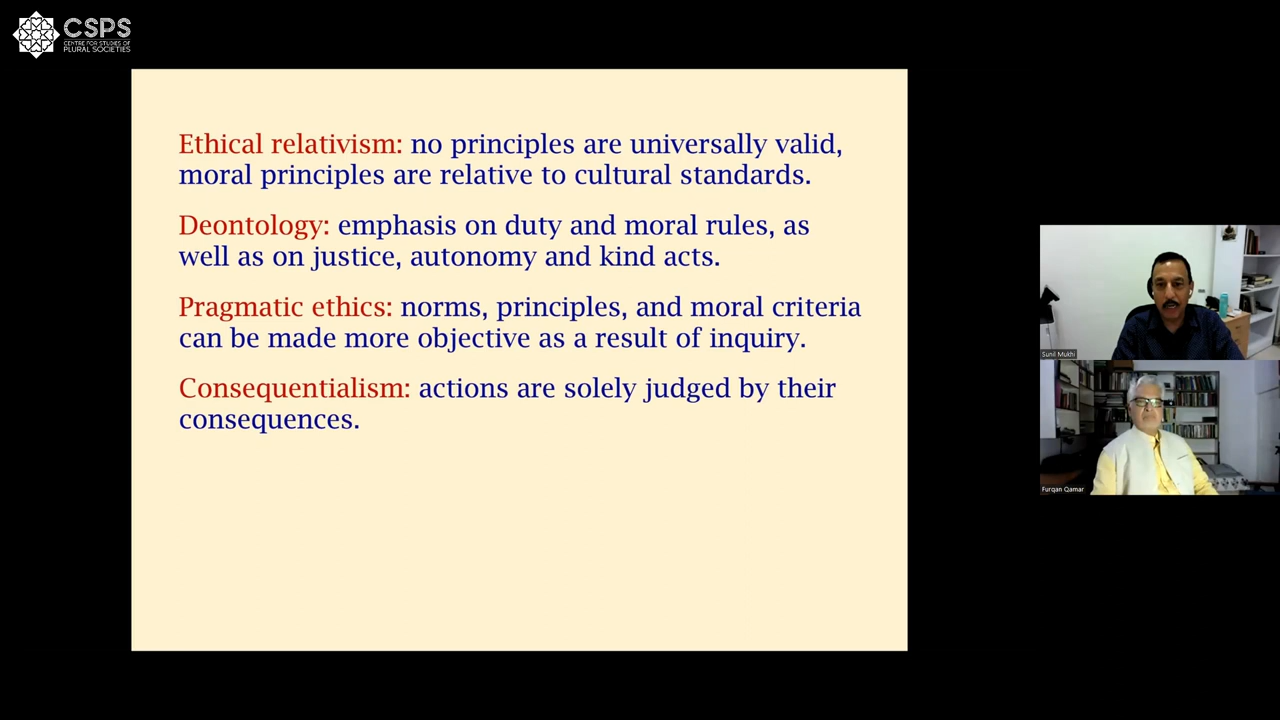 CSPS
CENTRE FOR STUDIES OF
PLURAL SOCIETIES
Ethical relativism: no principles are universally valid,
moral principles are relative to cultural standards.
Deontology: emphasis on duty and moral rules, as
well as on justice, autonomy and kind acts.
Pragmatic ethics: norms, principles, and moral criteria
can be made more objective as a result of inquiry.
Consequentialism: actions are solely judged by their
consequences.
Sunil Mukhi
Furqan Qamar